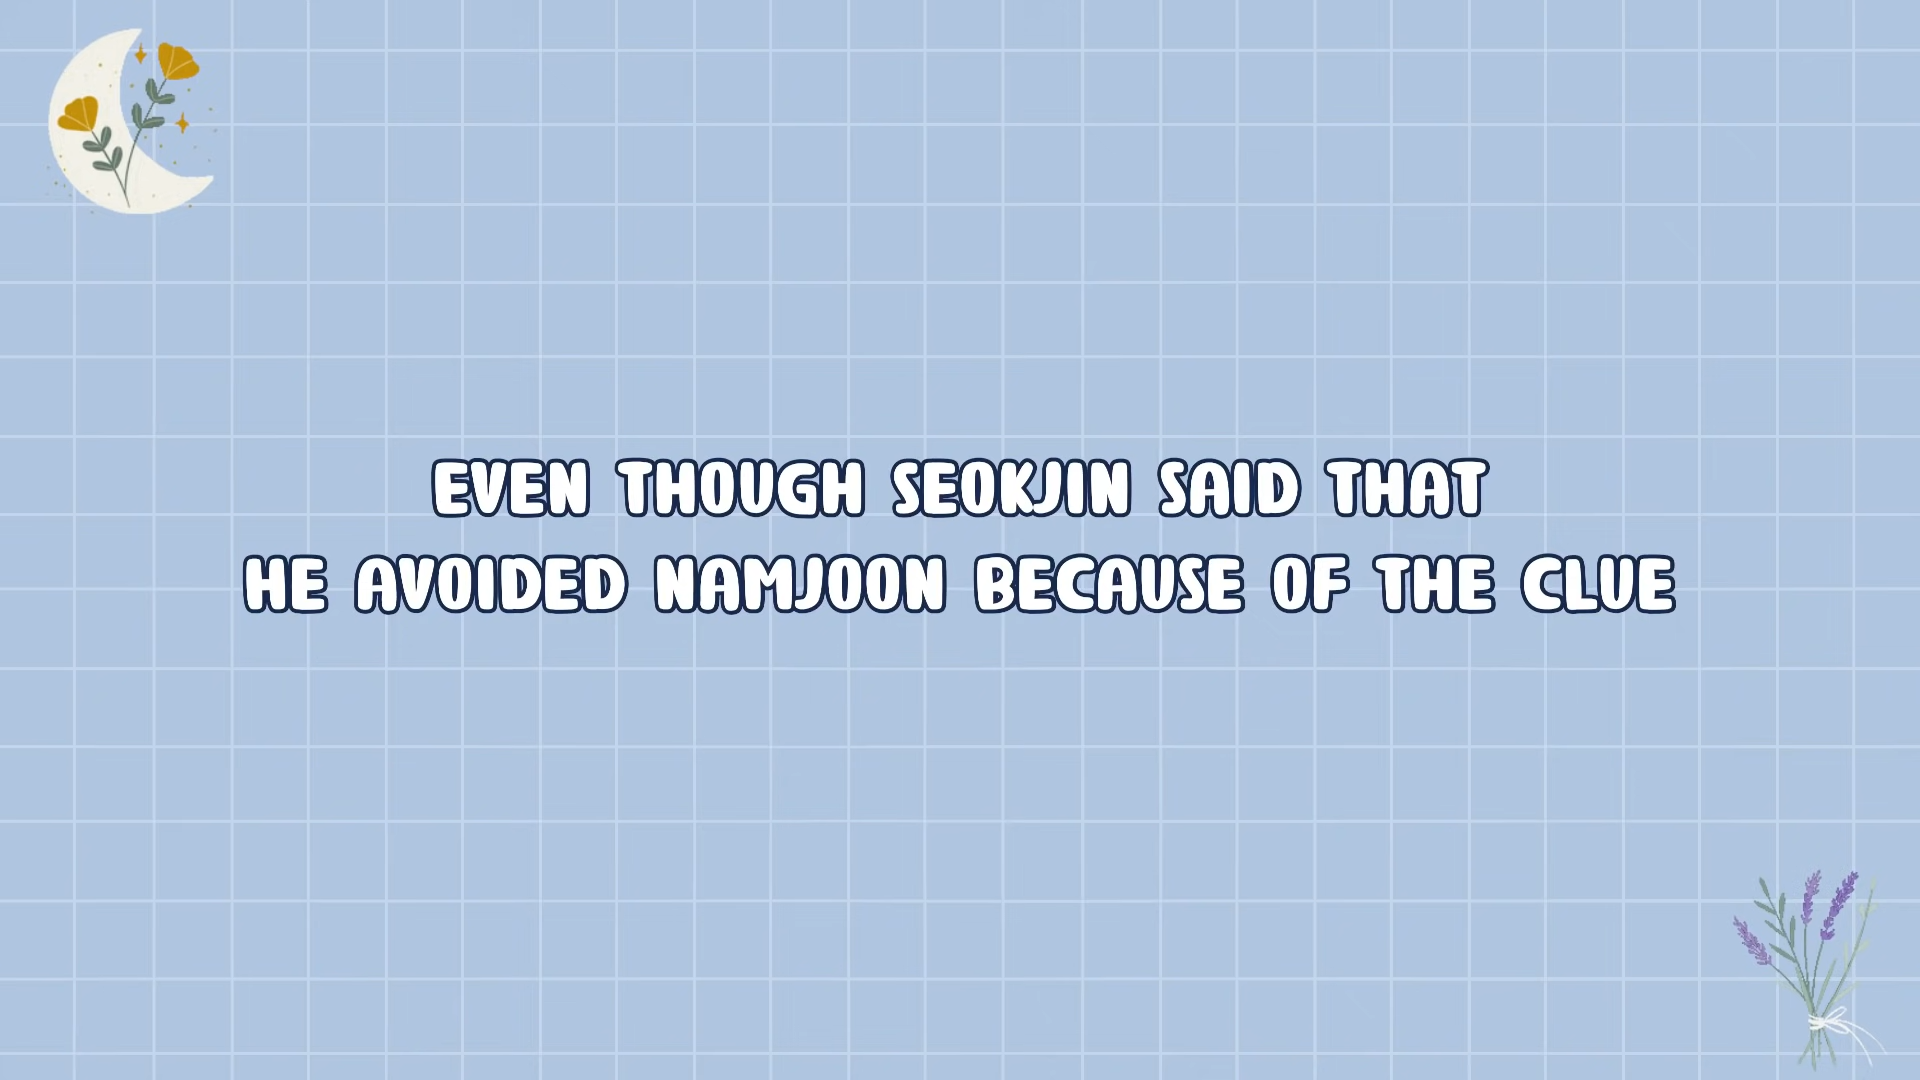 EVEN THOUGH SEOKJIN SAID THAT
HE AVOIDED NAMJOON BECAUSE OF THE CLUE